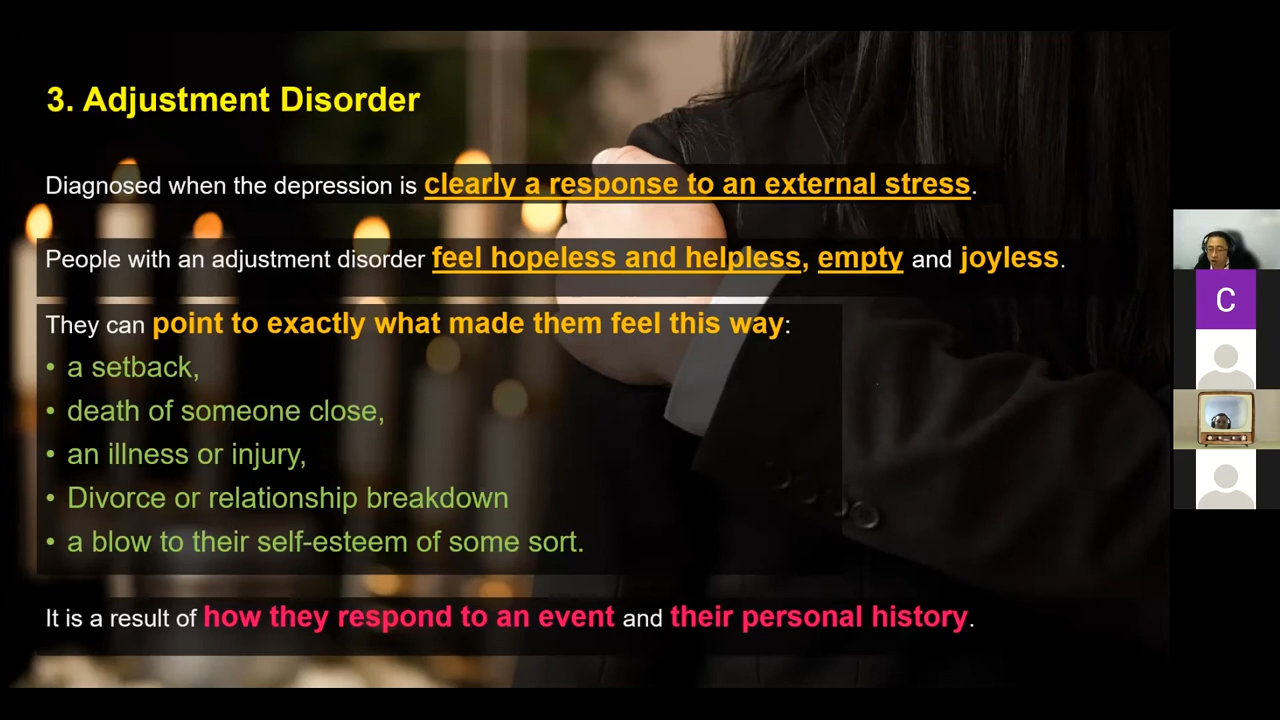 3. Adjustment Disorder
Diagnosed when the depression is clearly a response to an external stress.
People with an adjustment disorder feel hopeless and helpless, empty and joyless.
They can point to exactly what made them feel this way:
• a setback,
• death of someone close,
• an illness or injury,
• Divorce or relationship breakdown
• a blow to their self-esteem of some sort.
It is a result of how they respond to an event and their personal history.
C